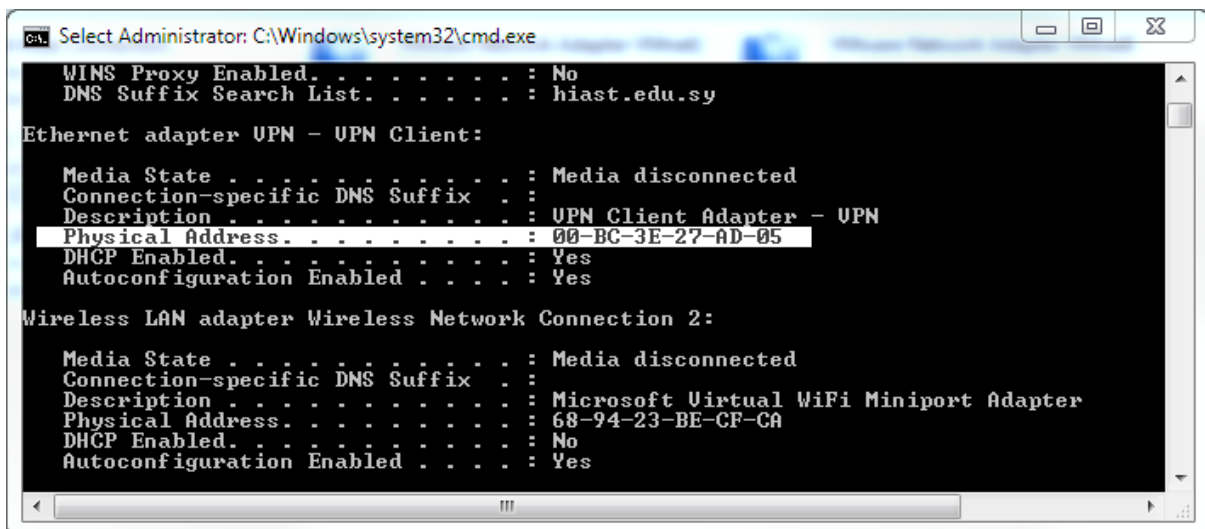 Select Administrator: C:\Windows\system32\cmd.exe
WINS Proxy Enabled. . . . . . . . : No
DNS Suffix Search List. . . . . . : hiast.edu.sy
Ethernet adapter VPN - VPN Client:
Media State . . . . . . . . . . . : Media disconnected
Connection-specific DNS Suffix  . :
Description . . . . . . . . . . . : VPN Client Adapter - VPN
Physical Address. . . . . . . . . : 00-BC-3E-27-AD-05
DHCP Enabled. . . . . . . . . . . : Yes
Autoconfiguration Enabled . . . . : Yes
Wireless LAN adapter Wireless Network Connection 2:
Media State . . . . . . . . . . . : Media disconnected
Connection-specific DNS Suffix  . :
Description . . . . . . . . . . . : Microsoft Virtual WiFi Miniport Adapter
Physical Address. . . . . . . . . : 68-94-23-BE-CF-CA
DHCP Enabled. . . . . . . . . . . : No
Autoconfiguration Enabled . . . . : Yes